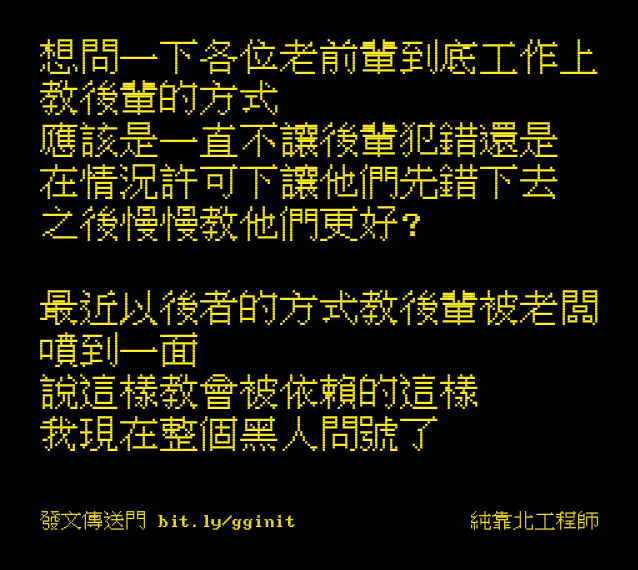 想問一下各位老前輩到底工作上
教後輩的方式
應該是一直不讓後輩犯錯還是
在情況許可下讓他們先錯下去
之後慢慢教他們更好?
最近以後者的方式教後輩被老闆
噴到一面
說這樣教會被依賴的這樣
我現在整個黑人問號了
發文傳送門 bit.ly/gginit
純靠北工程師